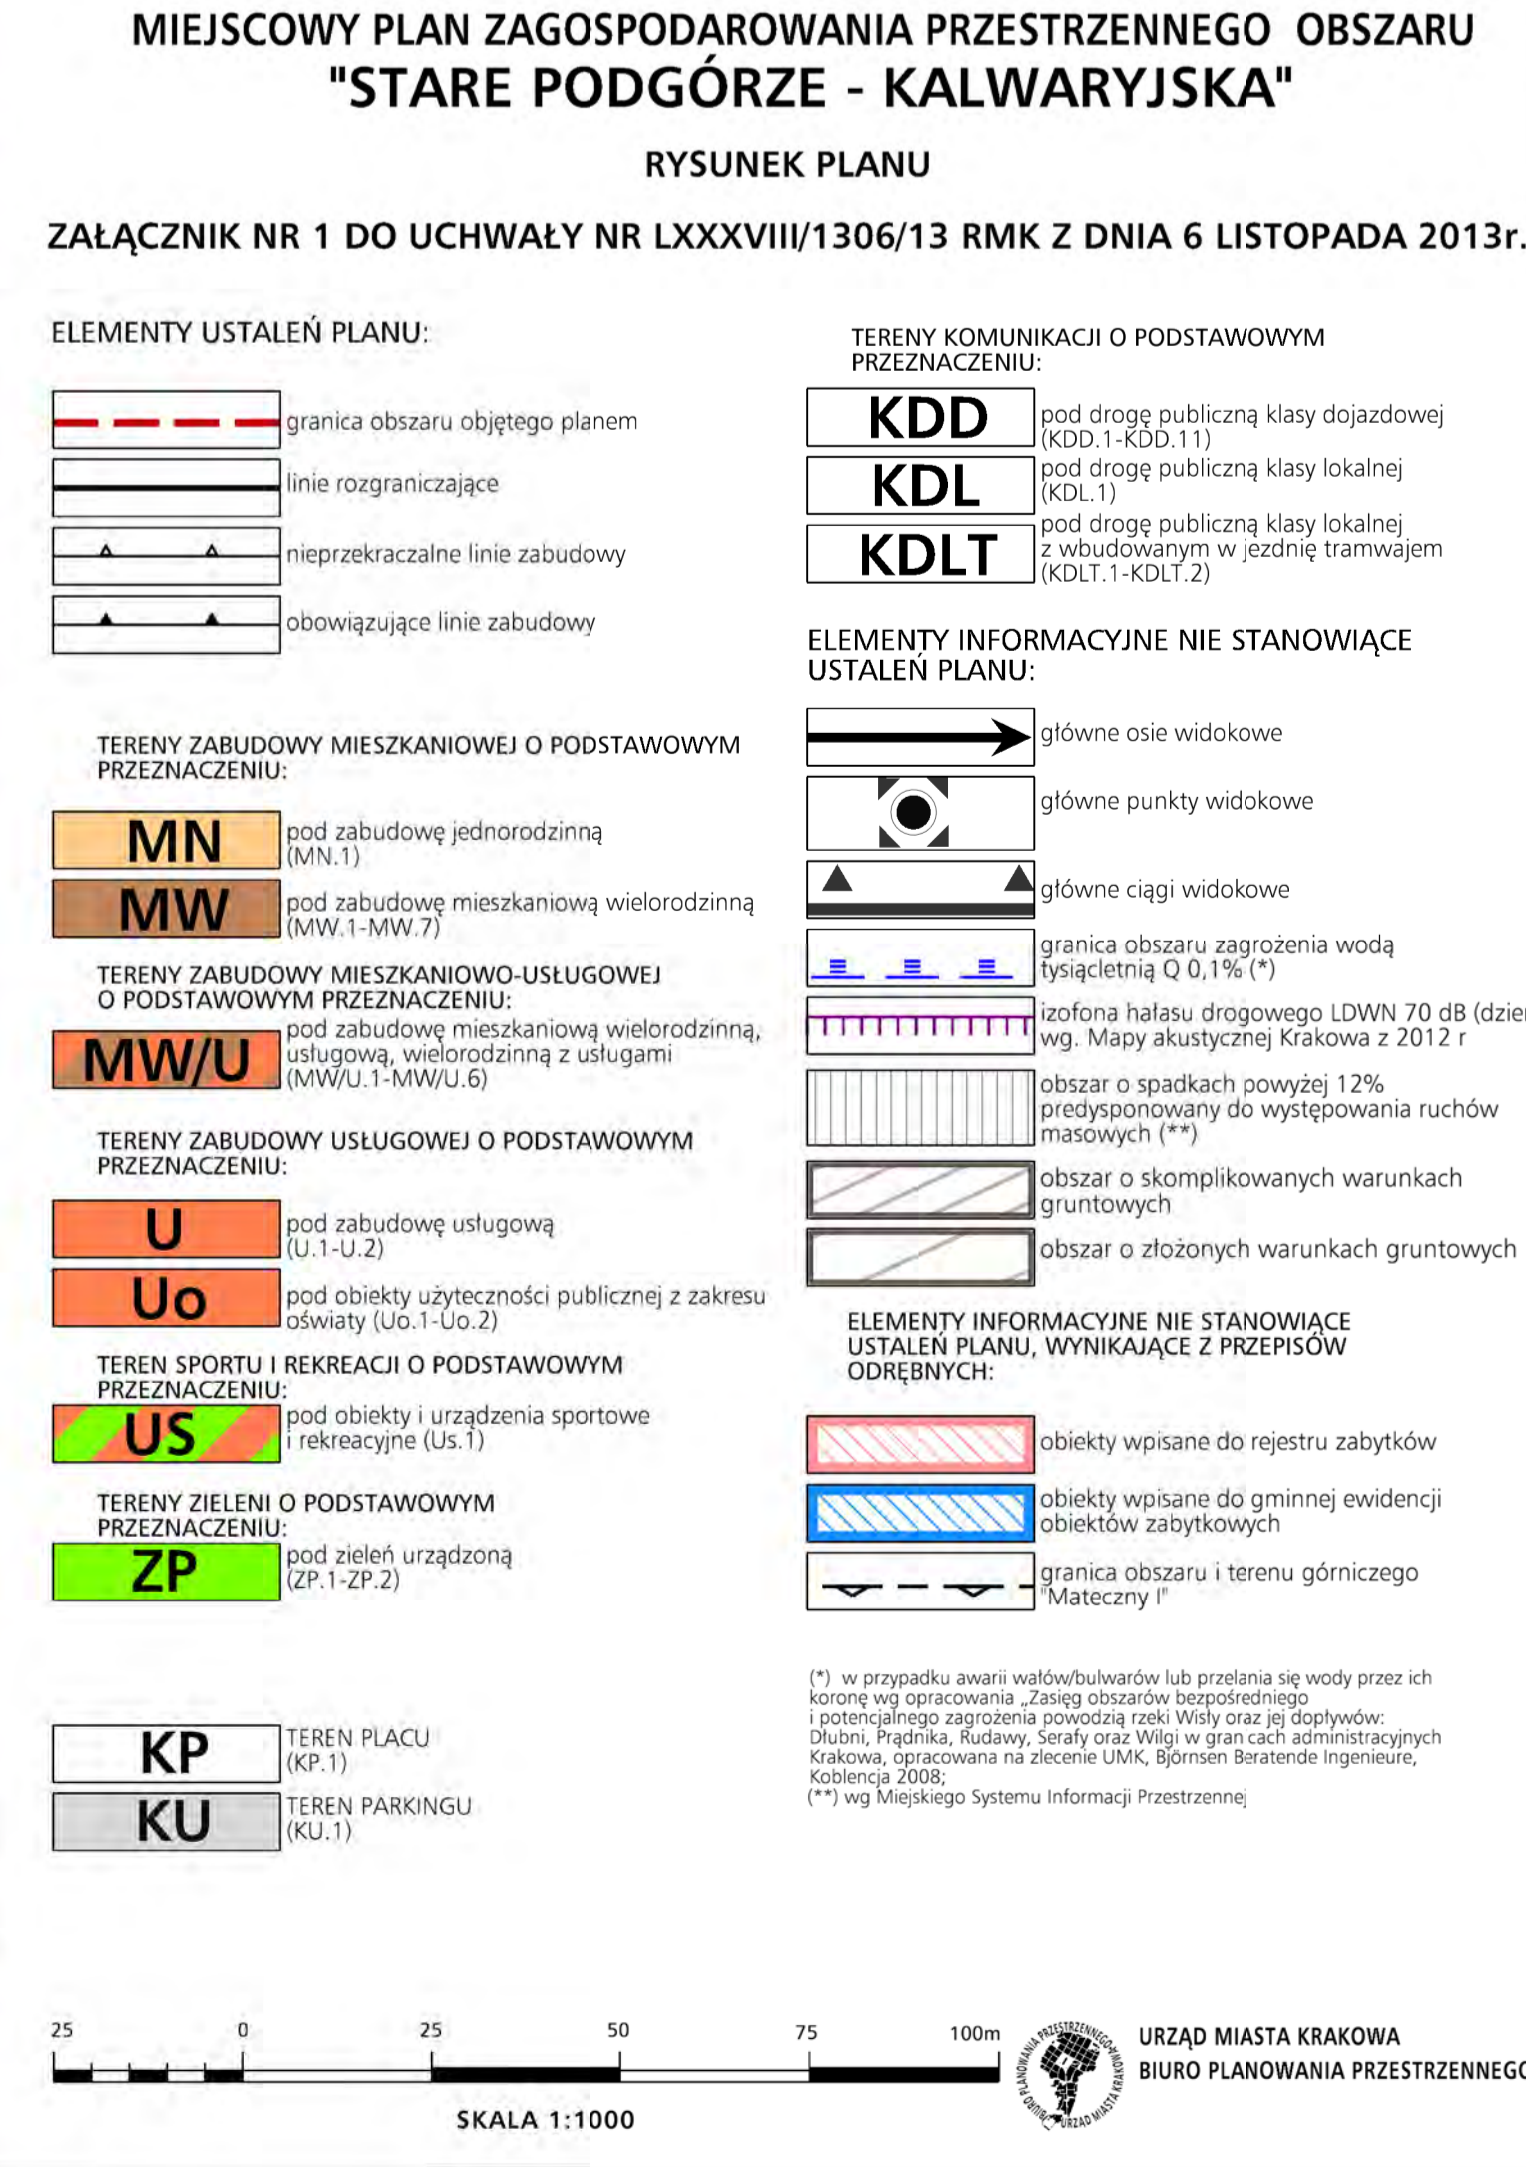 MIEJSCOWY PLAN ZAGOSPODAROWANIA PRZESTRZENNEGO OBSZARU
"STARE PODGÓRZE - KALWARYJSKA"
RYSUNEK PLANU
ZAŁĄCZNIK NR 1 DO UCHWAŁY NR LXXXVIII/1306/13 RMK Z DNIA 6 LISTOPADA 2013r.
ELEMENTY USTALEŃ PLANU:
granica obszaru objętego planem
linie rozgraniczające
nieprzekraczalne linie zabudowy
obowiązujące linie zabudowy
TERENY ZABUDOWY MIESZKANIOWEJ O PODSTAWOWYM
PRZEZNACZENIU:
MN
pod zabudowę jednorodzinną
(MN.1)
MW
pod zabudowę mieszkaniową wielorodzinną
(MW.1-MW.7)
TERENY ZABUDOWY MIESZKANIOWO-USŁUGOWEJ
O PODSTAWOWYM PRZEZNACZENIU:
MW/U
pod zabudowę mieszkaniową wielorodzinną,
usługową, wielorodzinną z usługami
(MW/U.1-MW/U.6)
TERENY ZABUDOWY USŁUGOWEJ O PODSTAWOWYM
PRZEZNACZENIU:
U
pod zabudowę usługową
(U.1-U.2)
Uo
pod obiekty użyteczności publicznej z zakresu
oświaty (Uo.1-Uo.2)
TEREN SPORTU I REKREACJI O PODSTAWOWYM
PRZEZNACZENIU:
US
pod obiekty i urządzenia sportowe
i rekreacyjne (Us.1)
TERENY ZIELENI O PODSTAWOWYM
PRZEZNACZENIU:
ZP
pod zieleń urządzoną
(ZP.1-ZP.2)
KP
TEREN PLACU
(KP.1)
KU
TEREN PARKINGU
(KU.1)
TERENY KOMUNIKACJI O PODSTAWOWYM
PRZEZNACZENIU:
KDD
pod drogę publiczną klasy dojazdowej
(KDD.1-KDD.11)
KDL
pod drogę publiczną klasy lokalnej
(KDL.1)
KDLT
pod drogę publiczną klasy lokalnej
z wbudowanym w jezdnię tramwajem
(KDLT.1-KDLT.2)
ELEMENTY INFORMACYJNE NIE STANOWIĄCE
USTALEŃ PLANU:
główne osie widokowe
główne punkty widokowe
główne ciągi widokowe
granica obszaru zagrożenia wodą
tysiącletnią Q 0,1% (*)
izofona hałasu drogowego LDWN 70 dB (dzie
wg. Mapy akustycznej Krakowa z 2012 r
obszar o spadkach powyżej 12%
predysponowany do występowania ruchów
masowych (**)
obszar o skomplikowanych warunkach
gruntowych
obszar o złożonych warunkach gruntowych
ELEMENTY INFORMACYJNE NIE STANOWIĄCE
USTALEŃ PLANU, WYNIKAJĄCE Z PRZEPISÓW
ODRĘBNYCH:
obiekty wpisane do rejestru zabytków
obiekty wpisane do gminnej ewidencji
obiektów zabytkowych
granica obszaru i terenu górniczego
"Mateczny I"
(*) w przypadku awarii wałów/bulwarów lub przelania się wody przez ich
koronę wg opracowania „Zasięg obszarów bezpośredniego
i potencjalnego zagrożenia powodzią rzeki Wisły oraz jej dopływów:
Dłubni, Prądnika, Rudawy, Serafy oraz Wilgi w granicach administracyjnych
Krakowa, opracowana na zlecenie UMK, Björnsen Beratende Ingenieure,
Koblencja 2008;
(**) wg Miejskiego Systemu Informacji Przestrzennej
25 0 25 50 75 100m
SKALA 1:1000
BIURO PLANOWANIA PRZESTRZENNEGO
URZĄD MIASTA KRAKOWA
URZĄD MIASTA KRAKOWA
BIURO PLANOWANIA PRZESTRZENNEGO